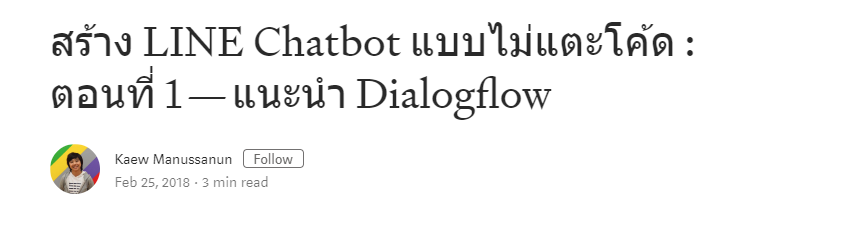 สร้าง LINE Chatbot แบบไม่แตะโค้ด :
ตอนที่ 1 — แนะนำ Dialogflow
Kaew Manussanun Follow
Feb 25, 2018 · 3 min read